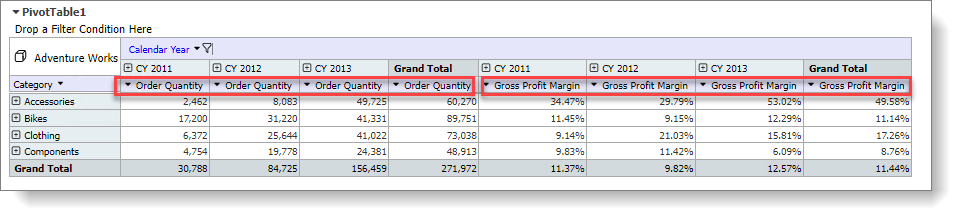 PivotTable1
Drop a Filter Condition Here
Adventure Works Calendar Year
CY 2011 CY 2012 CY 2013 Grand Total CY 2011 CY 2012 CY 2013 Grand Total
Category Order Quantity Order Quantity Order Quantity Order Quantity Gross Profit Margin Gross Profit Margin Gross Profit Margin Gross Profit Margin
Accessories 2,462 8,083 49,725 60,270 34.47% 29.79% 53.02% 49.58%
Bikes 17,200 31,220 41,331 89,751 11.45% 9.15% 12.29% 11.14%
Clothing 6,372 25,644 41,022 73,038 9.14% 21.03% 15.81% 17.26%
Components 4,754 19,778 24,381 48,913 9.83% 11.42% 6.09% 8.76%
Grand Total 30,788 84,725 156,459 271,972 11.37% 9.82% 12.57% 11.44%